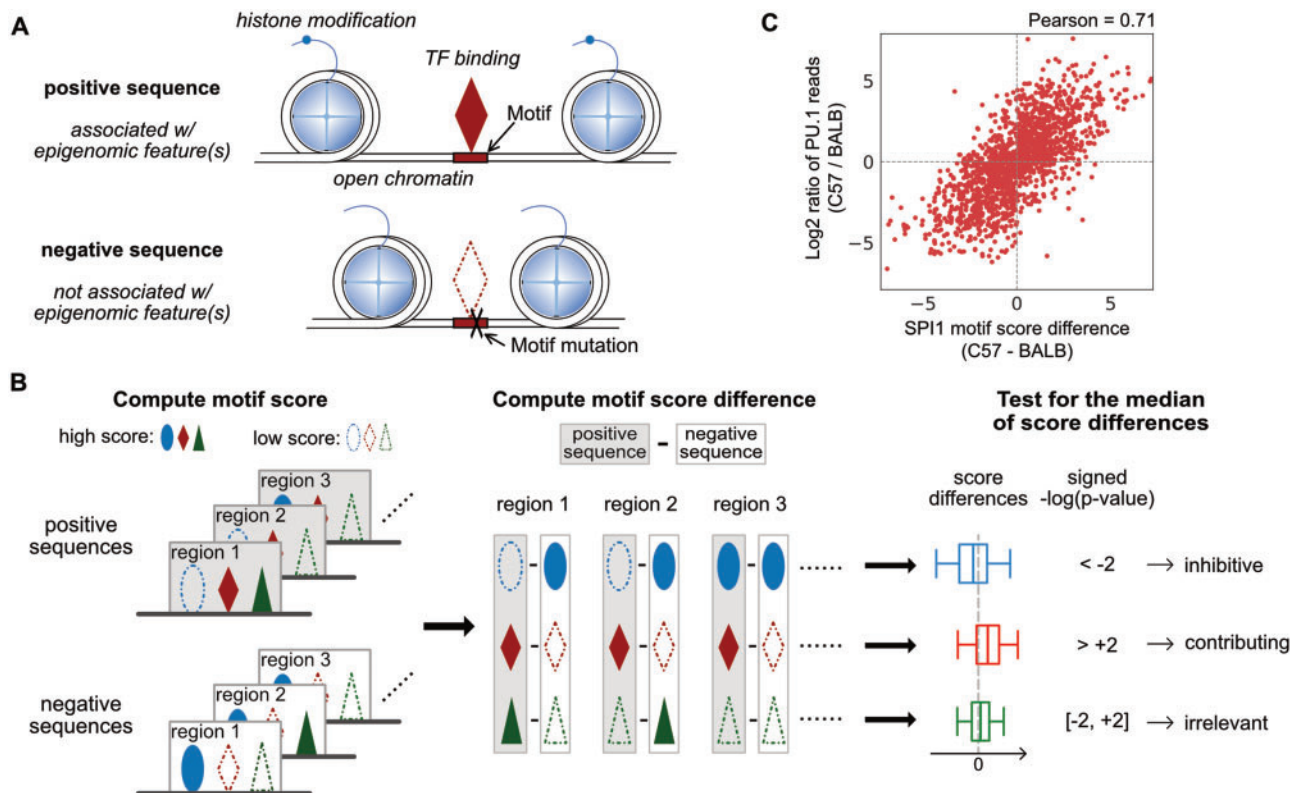 A
histone modification
TF binding
positive sequence
Motif
associated w/
epigenomic feature(s)
open chromatin
negative sequence
not associated w/
epigenomic feature(s)
Motif mutation
C
Pearson = 0.71
Log2 ratio of PU.1 reads
(C57 / BALB)
5
0
−5
−5
0
5
SPI1 motif score difference
(C57 - BALB)
B
Compute motif score
high score:
low score:
positive
sequences
region 3
region 2
region 1
negative
sequences
region 3
region 2
region 1
Compute motif score difference
positive
sequence
-
negative
sequence
region 1
region 2
region 3
-
-
-
......
-
-
-
......
-
-
-
......
Test for the median
of score differences
score
differences
signed
-log(p-value)
< -2
inhibitive
> +2
contributing
[-2, +2]
irrelevant
0